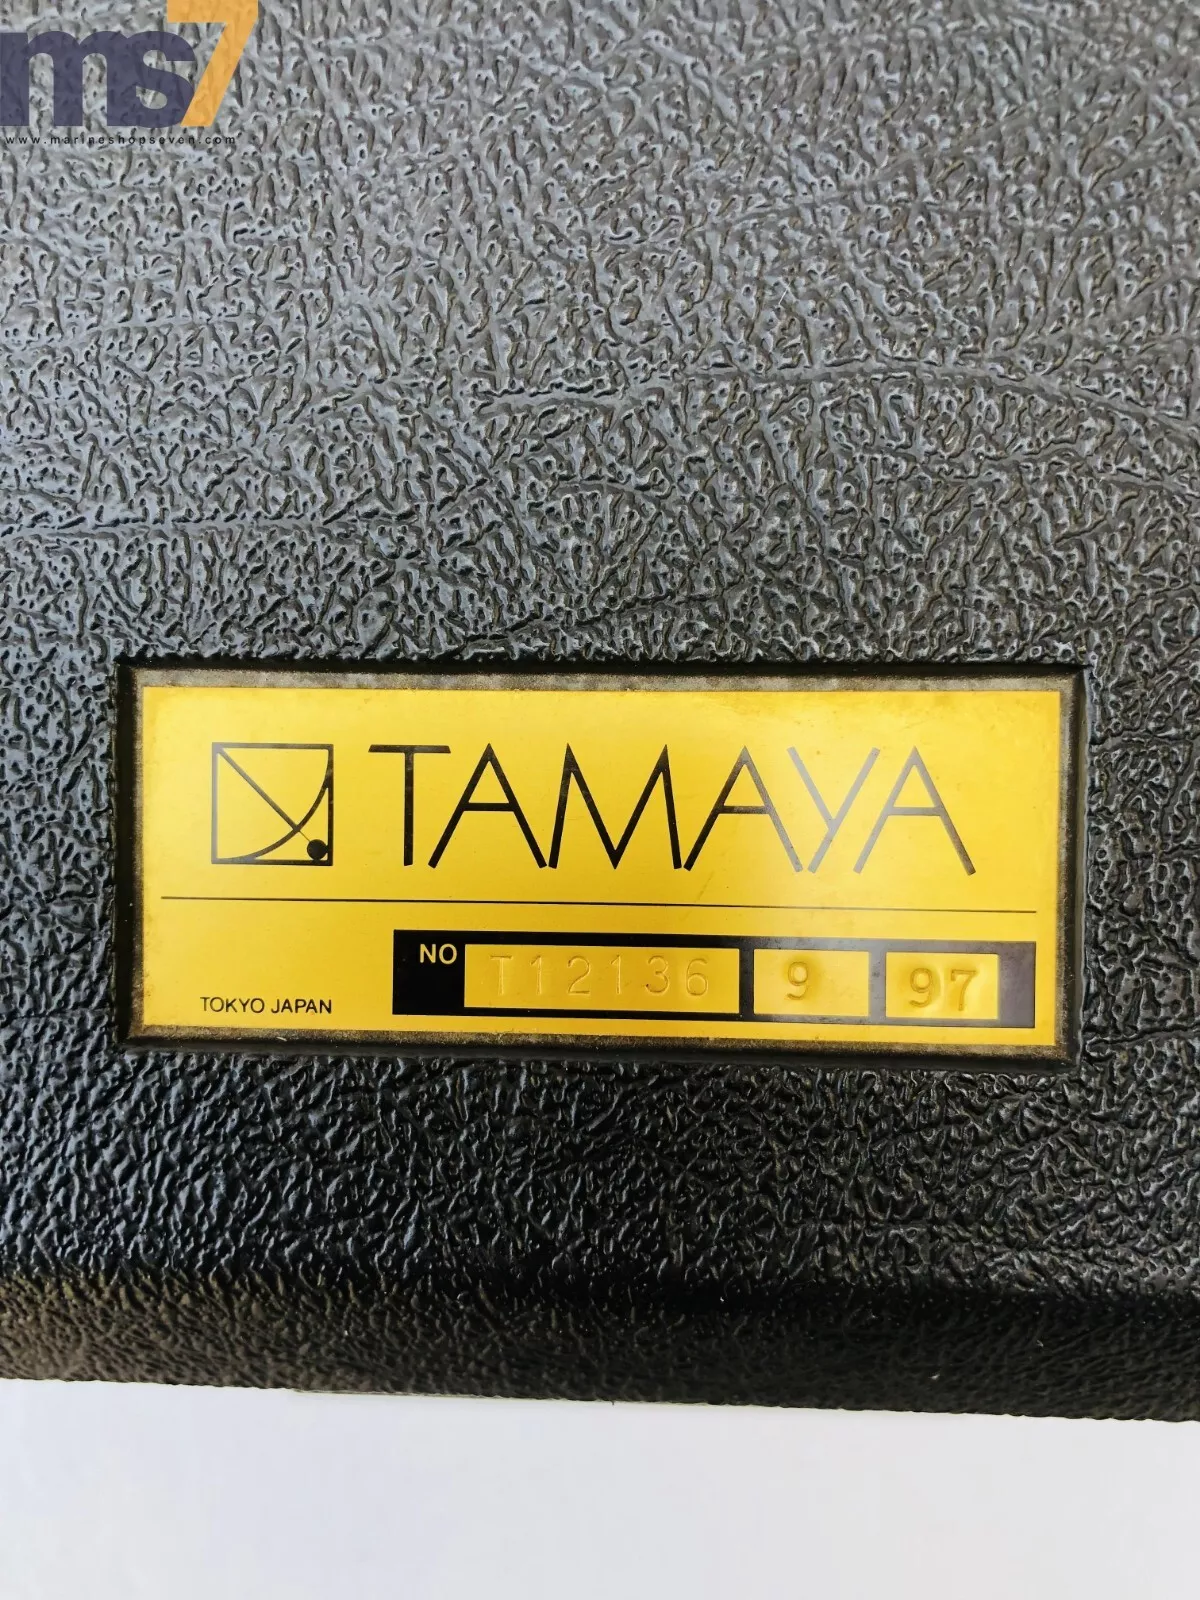 ms7
www.marineshopseven.com
TAMAYA
NO T12136 9 97
TOKYO JAPAN